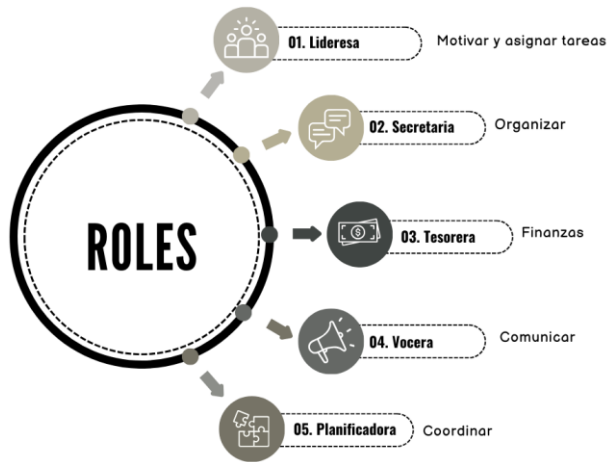 01. Lideresa
Motivar y asignar tareas
02. Secretaria
Organizar
ROLES
03. Tesorera
Finanzas
04. Vocera
Comunicar
05. Planificadora
Coordinar